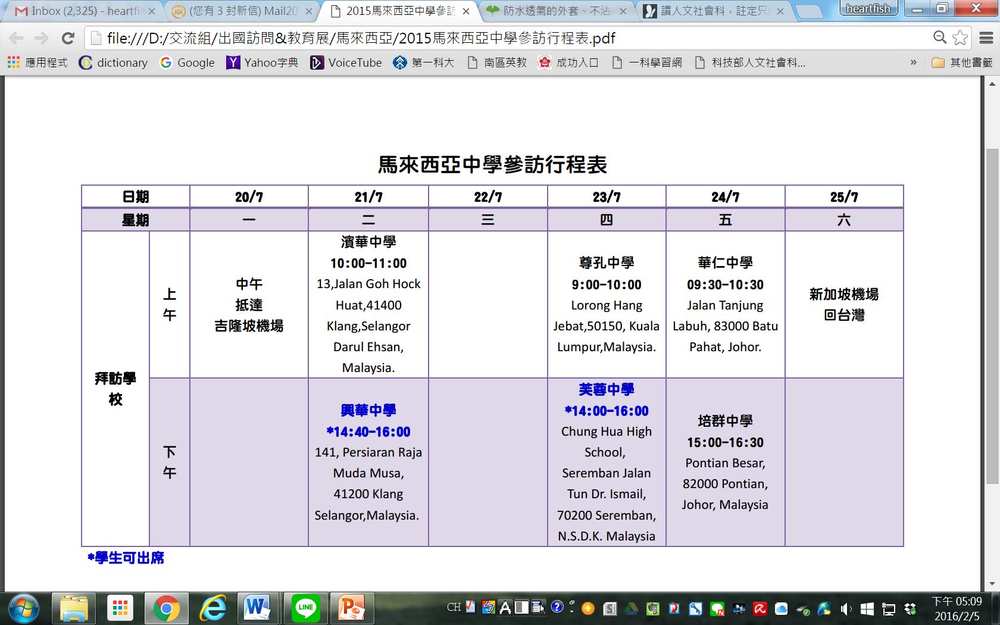 Inbox (2,325) - heartfi
(您有 3 封新信) Mail20
2015馬來西亞中學參訪
防水透氣的外套、不沾
讀人文社會科，註定只
heartfish
file:///D:/交流組/出國訪問&教育展/馬來西亞/2015馬來西亞中學參訪行程表.pdf
應用程式 dictionary Google Yahoo字典 VoiceTube 第一科大 南區英教 成功入口 一科學習網 科技部人文社會科... » 其他書籤
馬來西亞中學參訪行程表
日期 20/7 21/7 22/7 23/7 24/7 25/7
星期 一 二 三 四 五 六
拜訪學
校
上
午
中午
抵達
吉隆坡機場
濱華中學
10:00-11:00
13,Jalan Goh Hock
Huat,41400
Klang,Selangor
Darul Ehsan,
Malaysia.
尊孔中學
9:00-10:00
Lorong Hang
Jebat,50150, Kuala
Lumpur,Malaysia.
華仁中學
09:30-10:30
Jalan Tanjung
Labuh, 83000 Batu
Pahat, Johor.
新加坡機場
回台灣
下
午
興華中學
*14:40-16:00
141, Persiaran Raja
Muda Musa,
41200 Klang
Selangor,Malaysia.
芙蓉中學
*14:00-16:00
Chung Hua High
School,
Seremban Jalan
Tun Dr. Ismail,
70200 Seremban,
N.S.D.K. Malaysia
培群中學
15:00-16:30
Pontian Besar,
82000 Pontian,
Johor, Malaysia
*學生可出席
LINE
CH
下午 05:09
2016/2/5